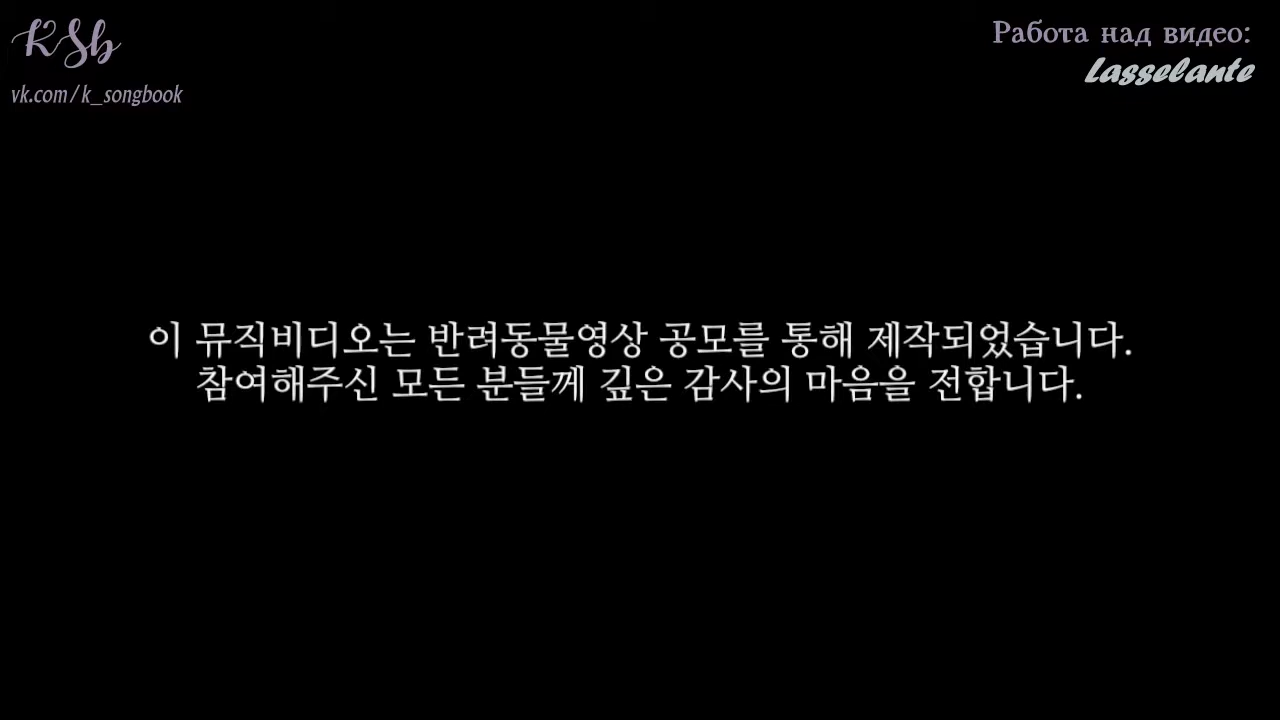 KSb
vk.com/k_songbook
Работа над видео:
Lasselante
이 뮤직비디오는 반려동물영상 공모를 통해 제작되었습니다.
참여해주신 모든 분들께 깊은 감사의 마음을 전합니다.